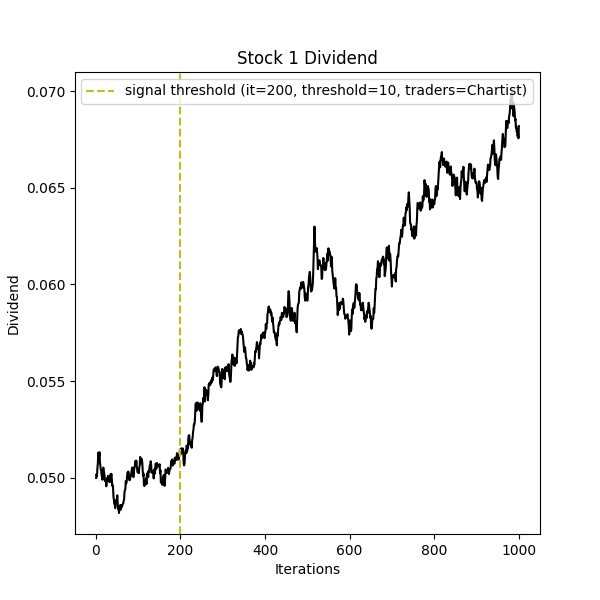 Stock 1 Dividend
signal threshold (it=200, threshold=10, traders=Chartist)
0.070
0.065
0.060
0.055
0.050
Dividend
0 200 400 600 800 1000
Iterations